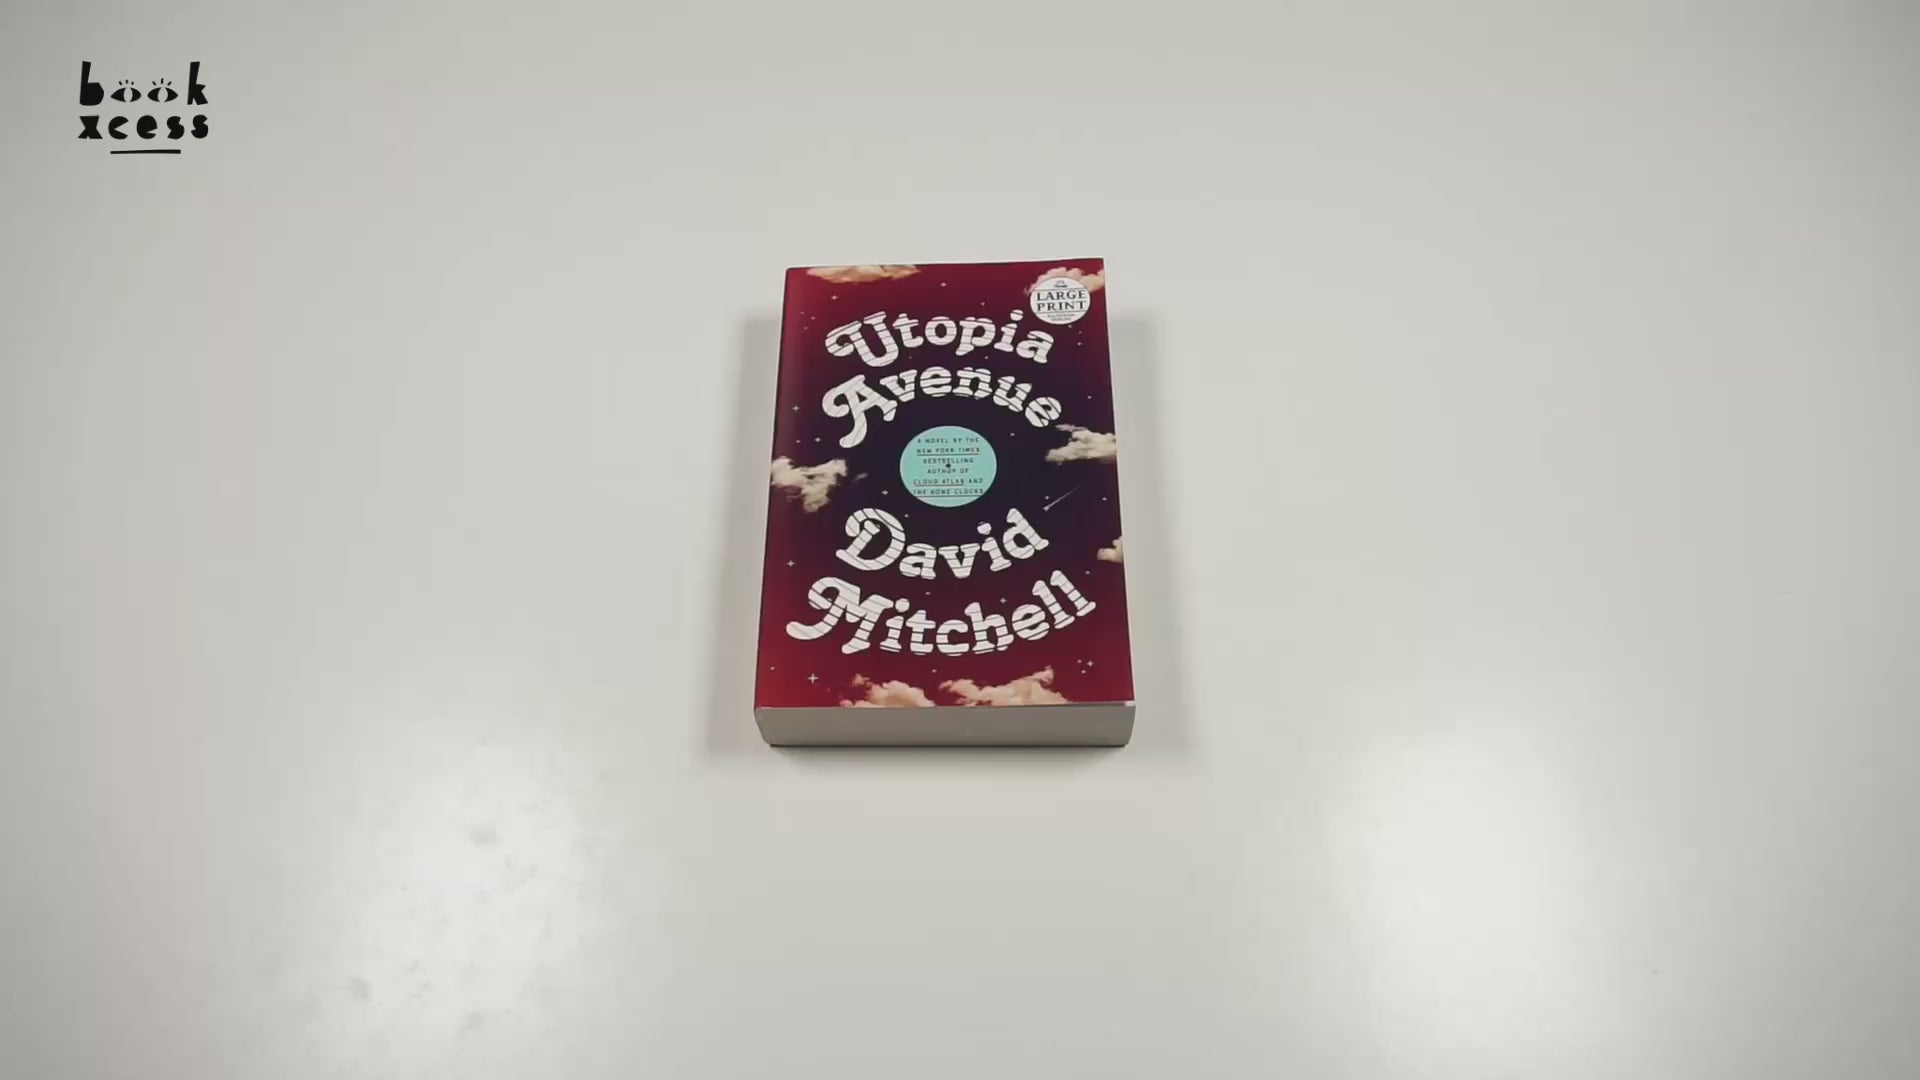 book
xcess
LARGE
PRINT
Utopia
Avenue
A NOVEL BY THE
NEW YORK TIMES
BESTSELLING
AUTHOR OF
CLOUD ATLAS AND
THE BONE CLOCKS
David
Mitchell